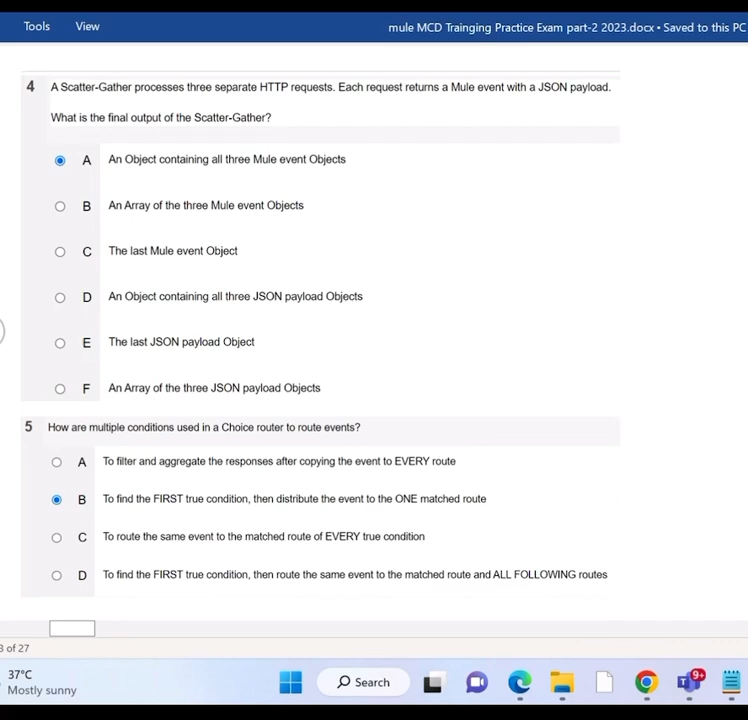 Tools View mule MCD Trainging Practice Exam part-2 2023.docx • Saved to this PC
4 A Scatter-Gather processes three separate HTTP requests. Each request returns a Mule event with a JSON payload.
What is the final output of the Scatter-Gather?
A An Object containing all three Mule event Objects
B An Array of the three Mule event Objects
C The last Mule event Object
D An Object containing all three JSON payload Objects
E The last JSON payload Object
F An Array of the three JSON payload Objects
5 How are multiple conditions used in a Choice router to route events?
A To filter and aggregate the responses after copying the event to EVERY route
B To find the FIRST true condition, then distribute the event to the ONE matched route
C To route the same event to the matched route of EVERY true condition
D To find the FIRST true condition, then route the same event to the matched route and ALL FOLLOWING routes
3 of 27
37°C
Mostly sunny
Search
T 9+